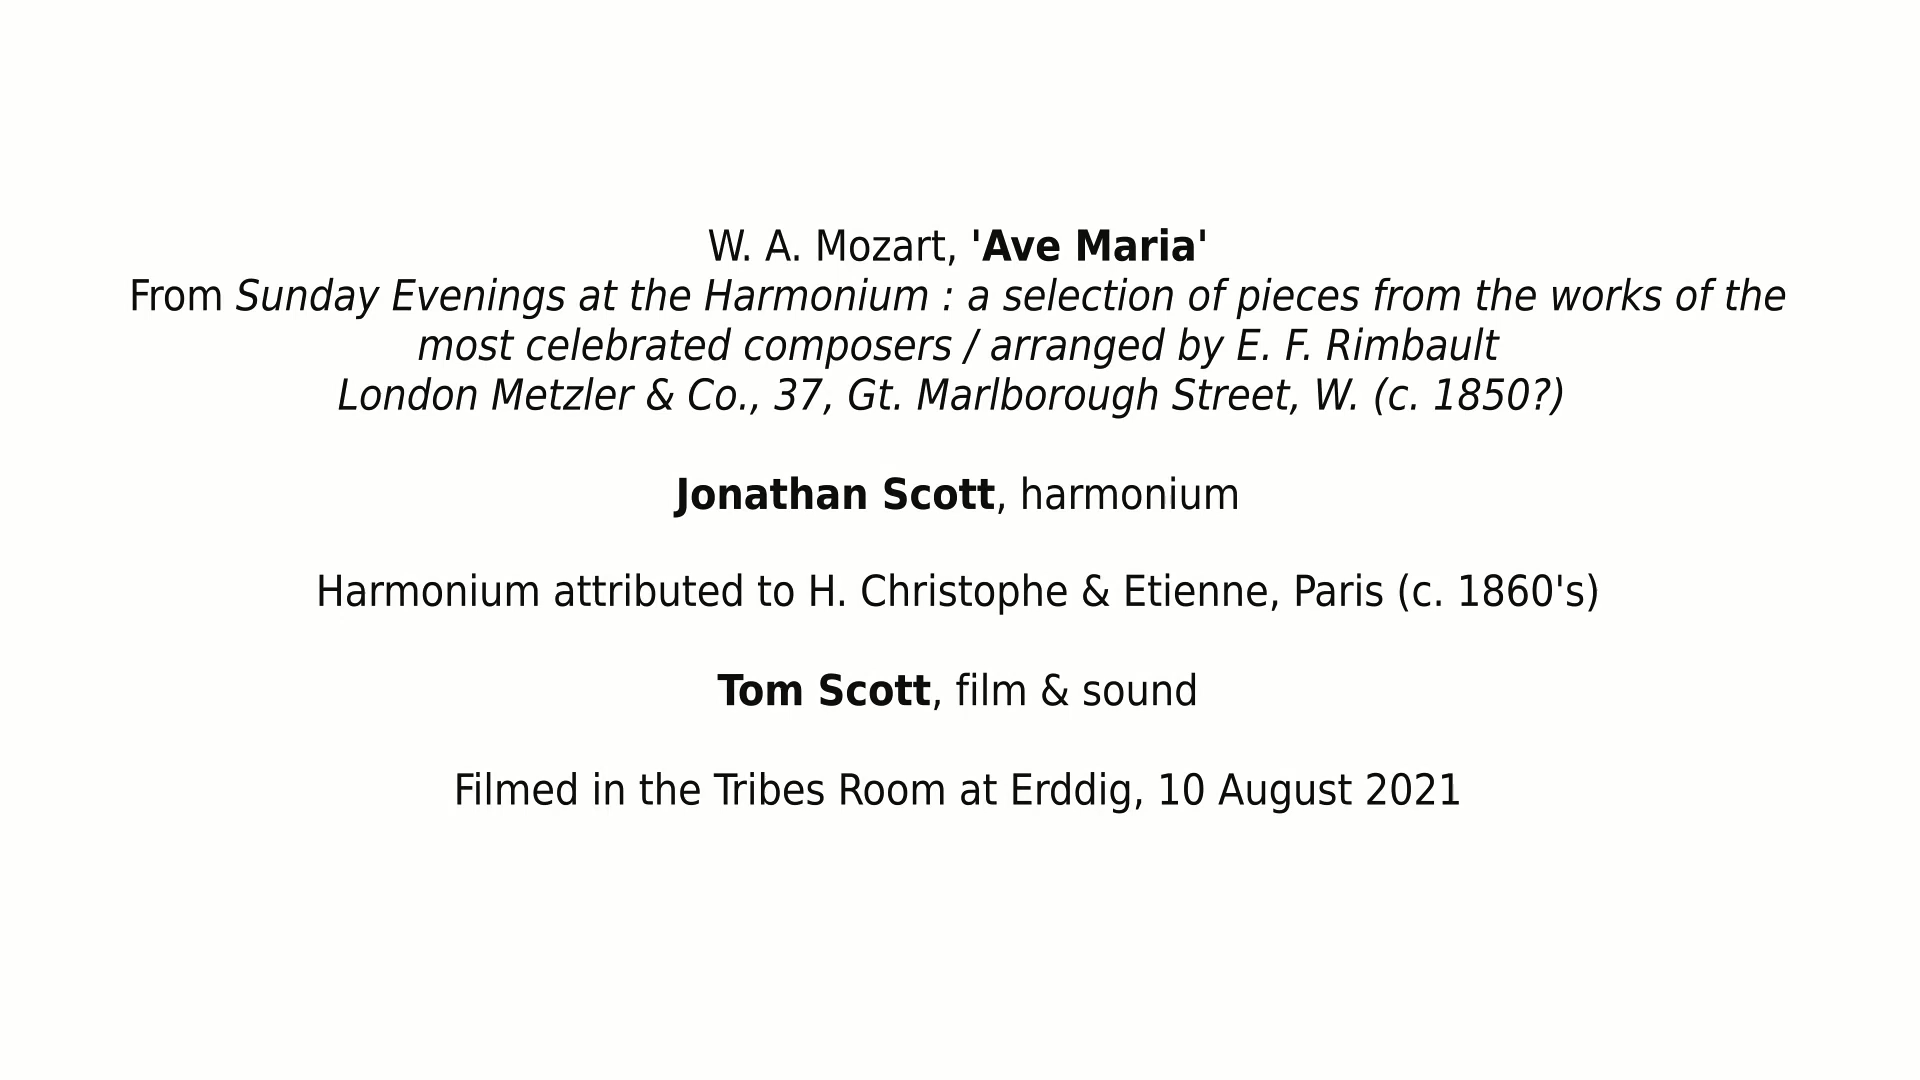 W. A. Mozart, 'Ave Maria'
From Sunday Evenings at the Harmonium : a selection of pieces from the works of the
most celebrated composers / arranged by E. F. Rimbault
London Metzler & Co., 37, Gt. Marlborough Street, W. (c. 1850?)
Jonathan Scott, harmonium
Harmonium attributed to H. Christophe & Etienne, Paris (c. 1860's)
Tom Scott, film & sound
Filmed in the Tribes Room at Erddig, 10 August 2021